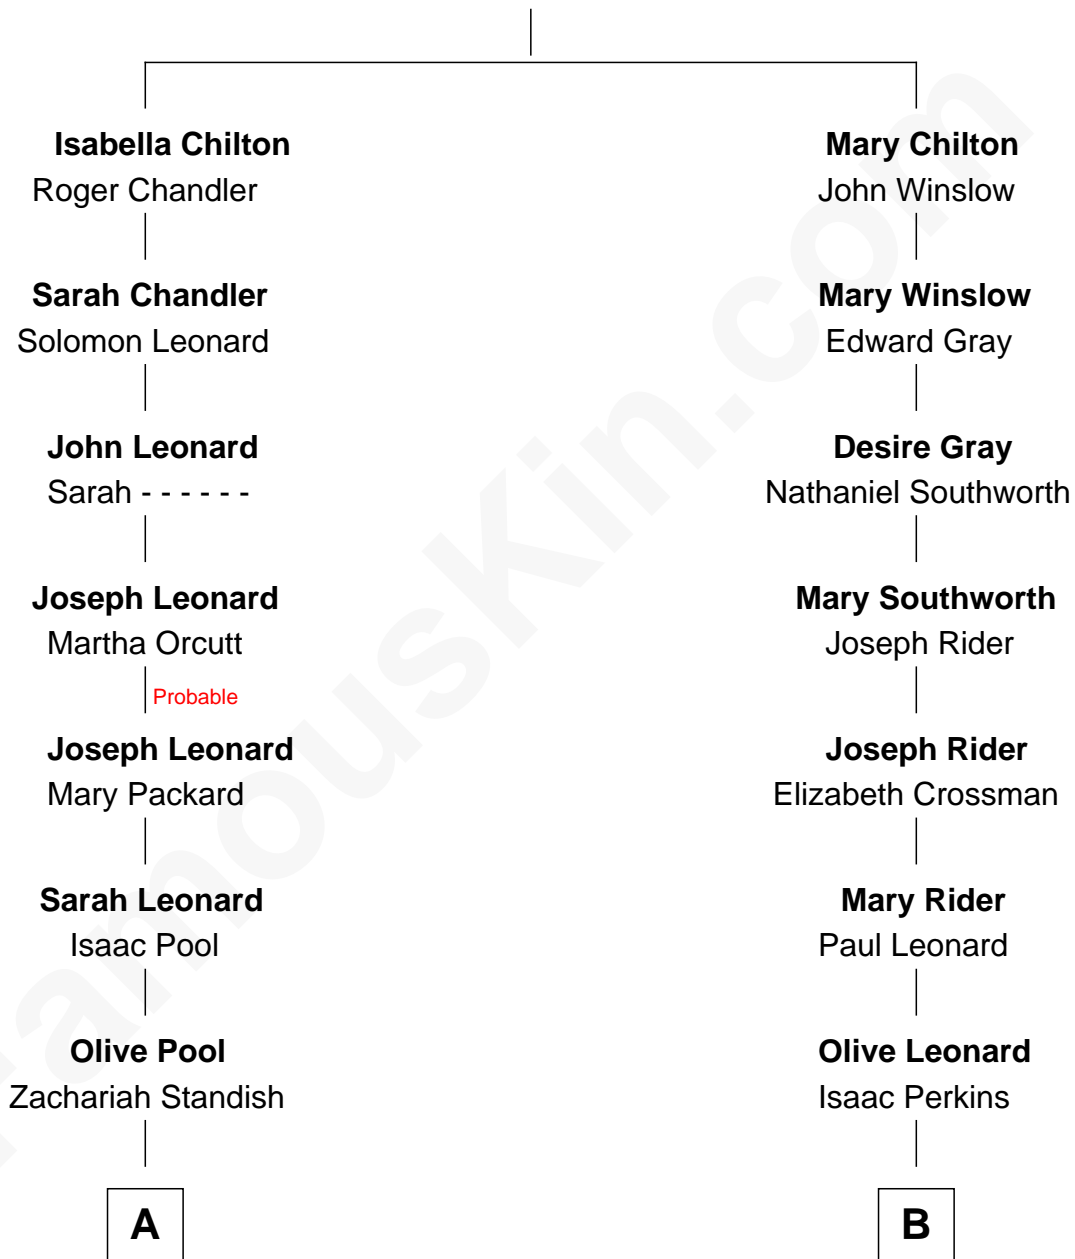 Isabella Chilton
Roger Chandler
Sarah Chandler
Solomon Leonard
John Leonard
Sarah - - - - - -
Joseph Leonard
Martha Orcutt
Probable
Joseph Leonard
Mary Packard
Sarah Leonard
Isaac Pool
Olive Pool
Zachariah Standish
A
Mary Chilton
John Winslow
Mary Winslow
Edward Gray
Desire Gray
Nathaniel Southworth
Mary Southworth
Joseph Rider
Joseph Rider
Elizabeth Crossman
Mary Rider
Paul Leonard
Olive Leonard
Isaac Perkins
B
FamousKin.com